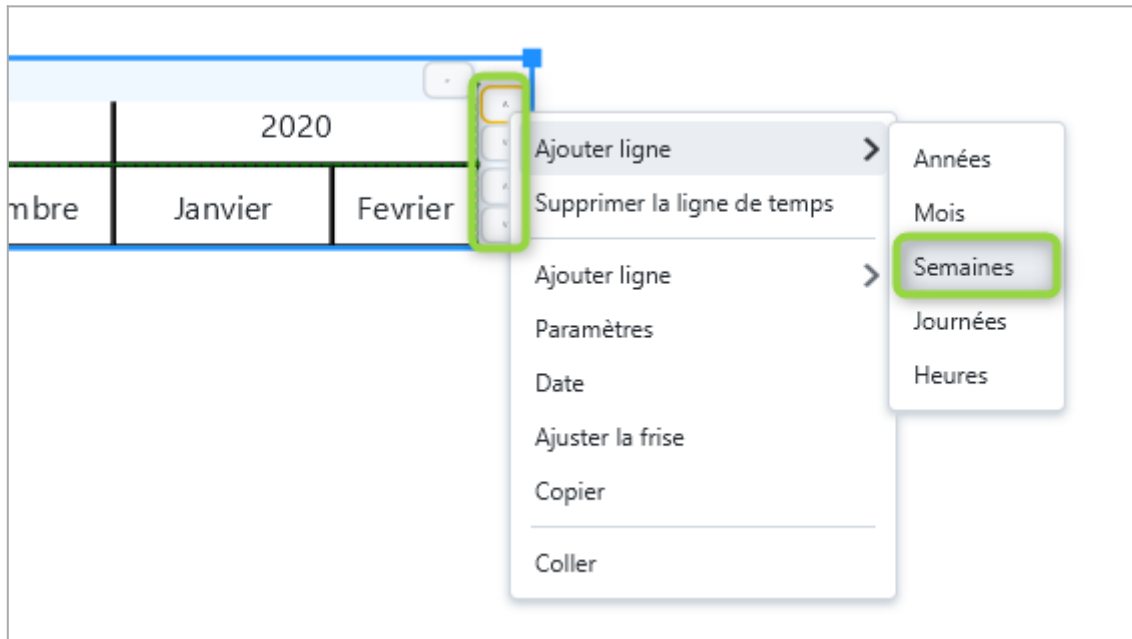 2020
mbre Janvier Fevrier
Ajouter ligne
Supprimer la ligne de temps
Ajouter ligne
Paramètres
Date
Ajuster la frise
Copier
Coller
Années
Mois
Semaines
Journées
Heures